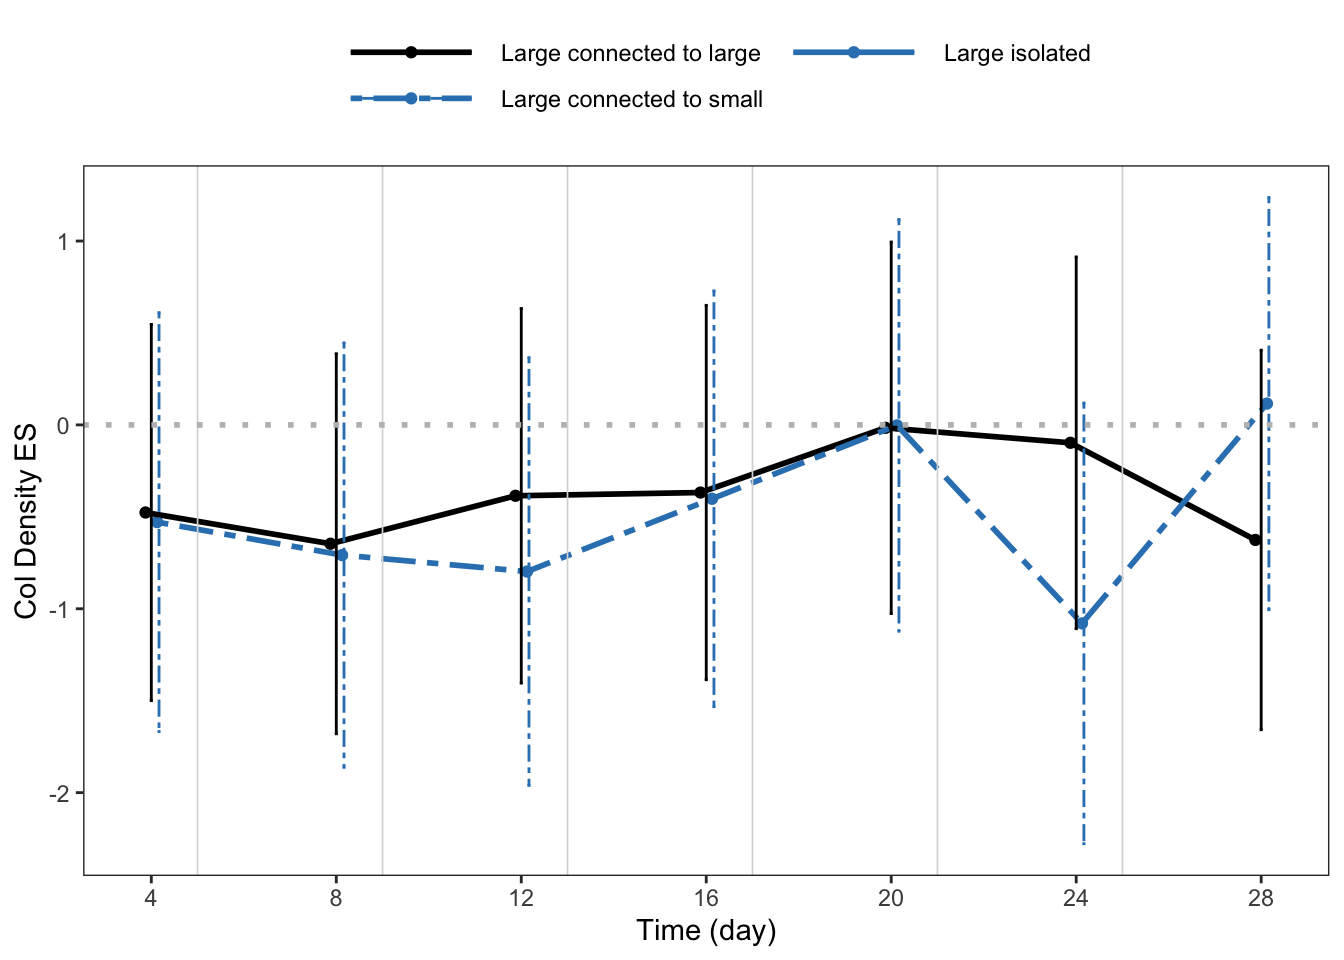 Large connected to large
Large isolated
Large connected to small
Col Density ES
1
0
-1
-2
4
8
12
16
20
24
28
Time (day)